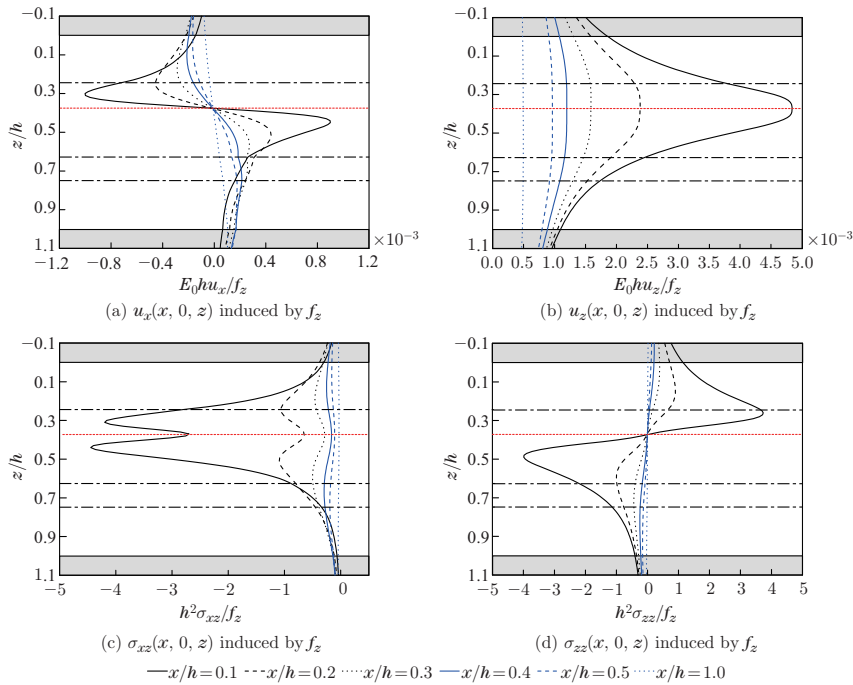 −0.1 0.1 0.3 0.5 0.7 0.9 1.1
z/h
−1.2 −0.8 −0.4 0.0 0.4 0.8 1.2
×10⁻³
E₀huₓ/f_z
(a) uₓ(x, 0, z) induced by f_z
−0.1 0.1 0.3 0.5 0.7 0.9 1.1
z/h
0.0 0.5 1.0 1.5 2.0 2.5 3.0 3.5 4.0 4.5 5.0
×10⁻³
E₀hu_z/f_z
(b) u_z(x, 0, z) induced by f_z
−0.1 0.1 0.3 0.5 0.7 0.9 1.1
z/h
−5 −4 −3 −2 −1 0
h²σ_xz/f_z
(c) σ_xz(x, 0, z) induced by f_z
−0.1 0.1 0.3 0.5 0.7 0.9 1.1
z/h
−5 −4 −3 −2 −1 0 1 2 3 4 5
h²σ_zz/f_z
(d) σ_zz(x, 0, z) induced by f_z
x/h=0.1 x/h=0.2 x/h=0.3 x/h=0.4 x/h=0.5 x/h=1.0